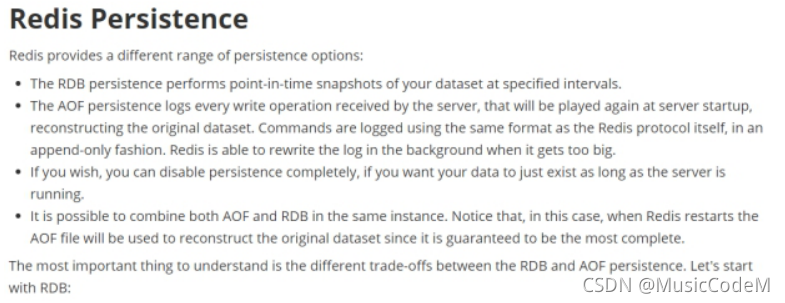 Redis Persistence
Redis provides a different range of persistence options:
• The RDB persistence performs point-in-time snapshots of your dataset at specified intervals.
• The AOF persistence logs every write operation received by the server, that will be played again at server startup,
reconstructing the original dataset. Commands are logged using the same format as the Redis protocol itself, in an
append-only fashion. Redis is able to rewrite the log in the background when it gets too big.
• If you wish, you can disable persistence completely, if you want your data to just exist as long as the server is
running.
• It is possible to combine both AOF and RDB in the same instance. Notice that, in this case, when Redis restarts the
AOF file will be used to reconstruct the original dataset since it is guaranteed to be the most complete.
The most important thing to understand is the different trade-offs between the RDB and AOF persistence. Let's start
with RDB:
CSDN @MusicCodeM